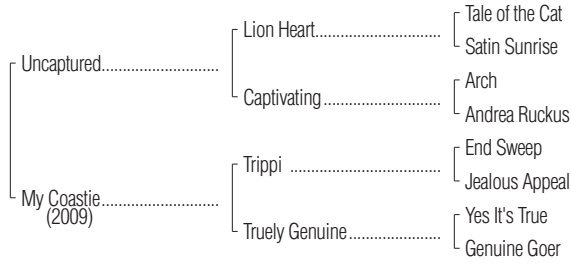 Tale of the Cat
Lion Heart
Satin Sunrise
Uncaptured
Arch
Captivating
Andrea Ruckus
End Sweep
Trippi
Jealous Appeal
My Coastie
(2009)
Yes It's True
Truely Genuine
Genuine Goer